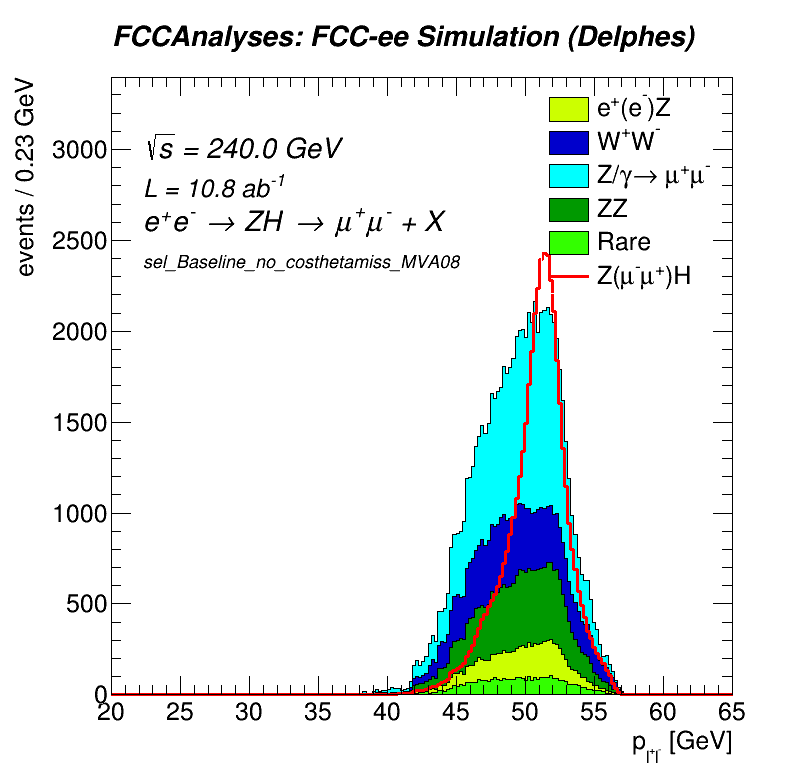 FCCAnalyses: FCC-ee Simulation (Delphes)
events / 0.23 GeV
√s = 240.0 GeV
L = 10.8 ab⁻¹
e⁺e⁻ → ZH → μ⁺μ⁻ + X
sel_Baseline_no_costhetamiss_MVA08
e⁺(e⁻)Z
W⁺W⁻
Z/γ→ μ⁺μ⁻
ZZ
Rare
Z(μ⁻μ⁺)H
3000
2500
2000
1500
1000
500
0
20 25 30 35 40 45 50 55 60 65
p_l⁺l⁻ [GeV]